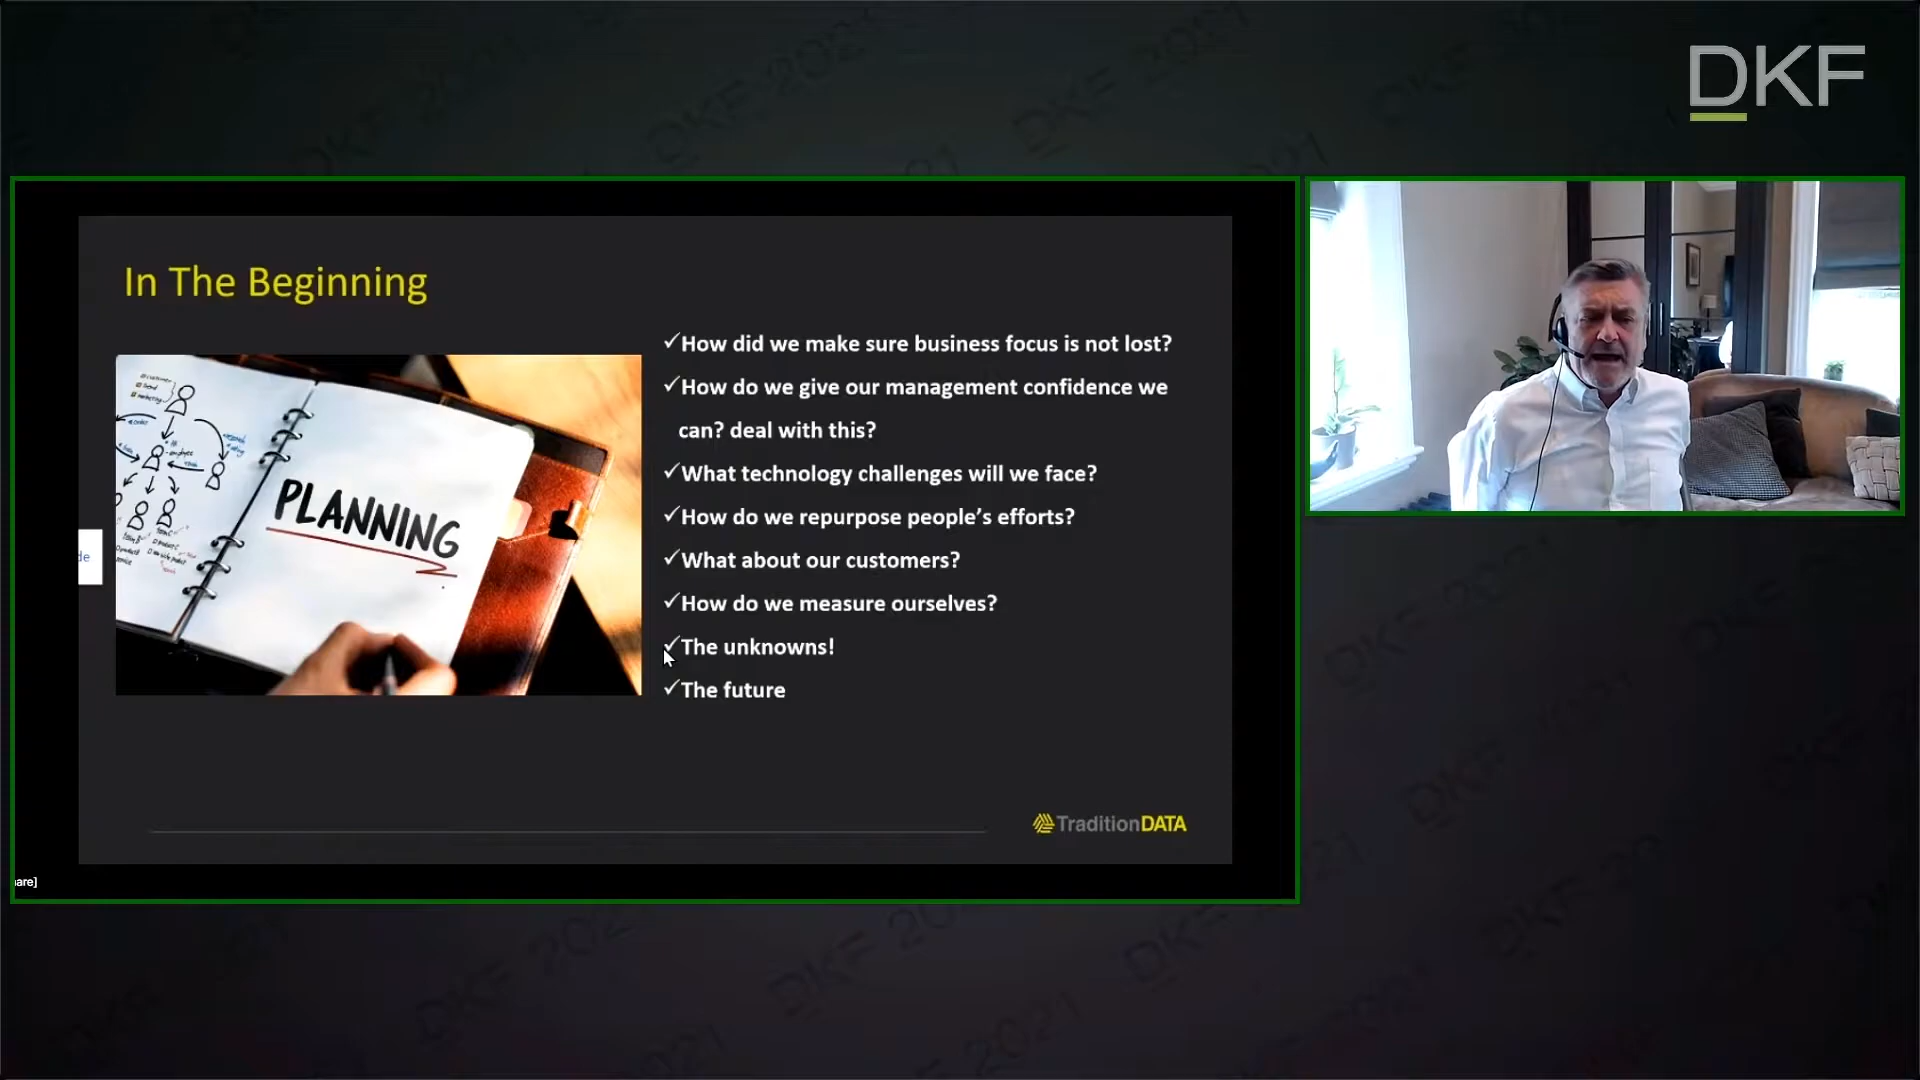 DKF
In The Beginning
✓How did we make sure business focus is not lost?
✓How do we give our management confidence we
can? deal with this?
✓What technology challenges will we face?
✓How do we repurpose people’s efforts?
✓What about our customers?
✓How do we measure ourselves?
✓The unknowns!
✓The future
PLANNING
de
TraditionDATA
are]